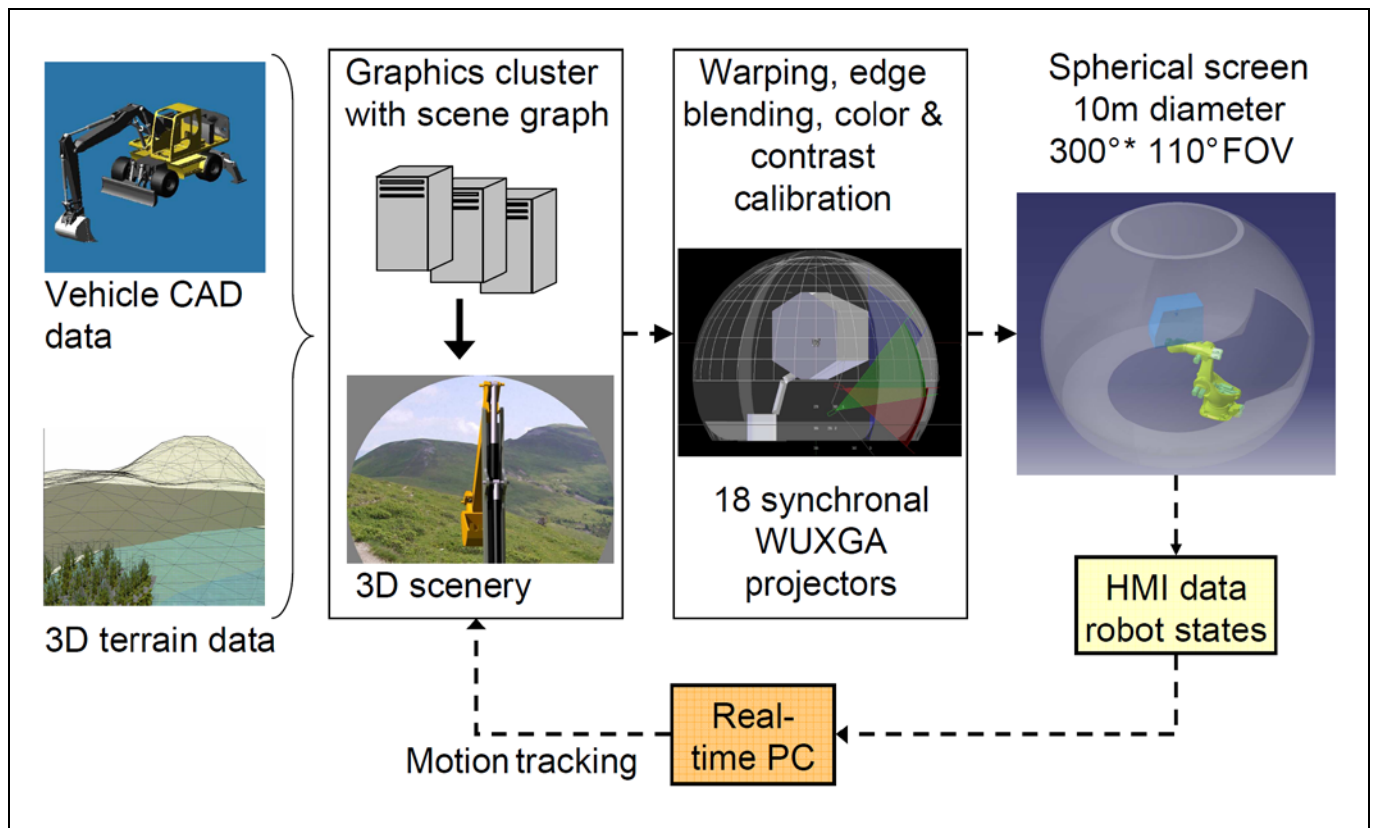 Vehicle CAD
data
3D terrain data
Graphics cluster
with scene graph
3D scenery
Warping, edge
blending, color &
contrast
calibration
18 synchronal
WUXGA
projectors
Spherical screen
10m diameter
300°* 110°FOV
HMI data
robot states
Real-
time PC
Motion tracking